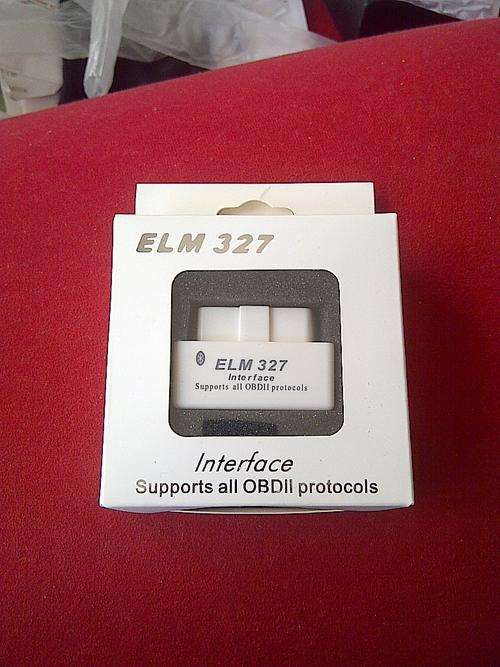 ELM 327
ELM 327
Interface
Supports all OBDII protocols
Interface
Supports all OBDII protocols